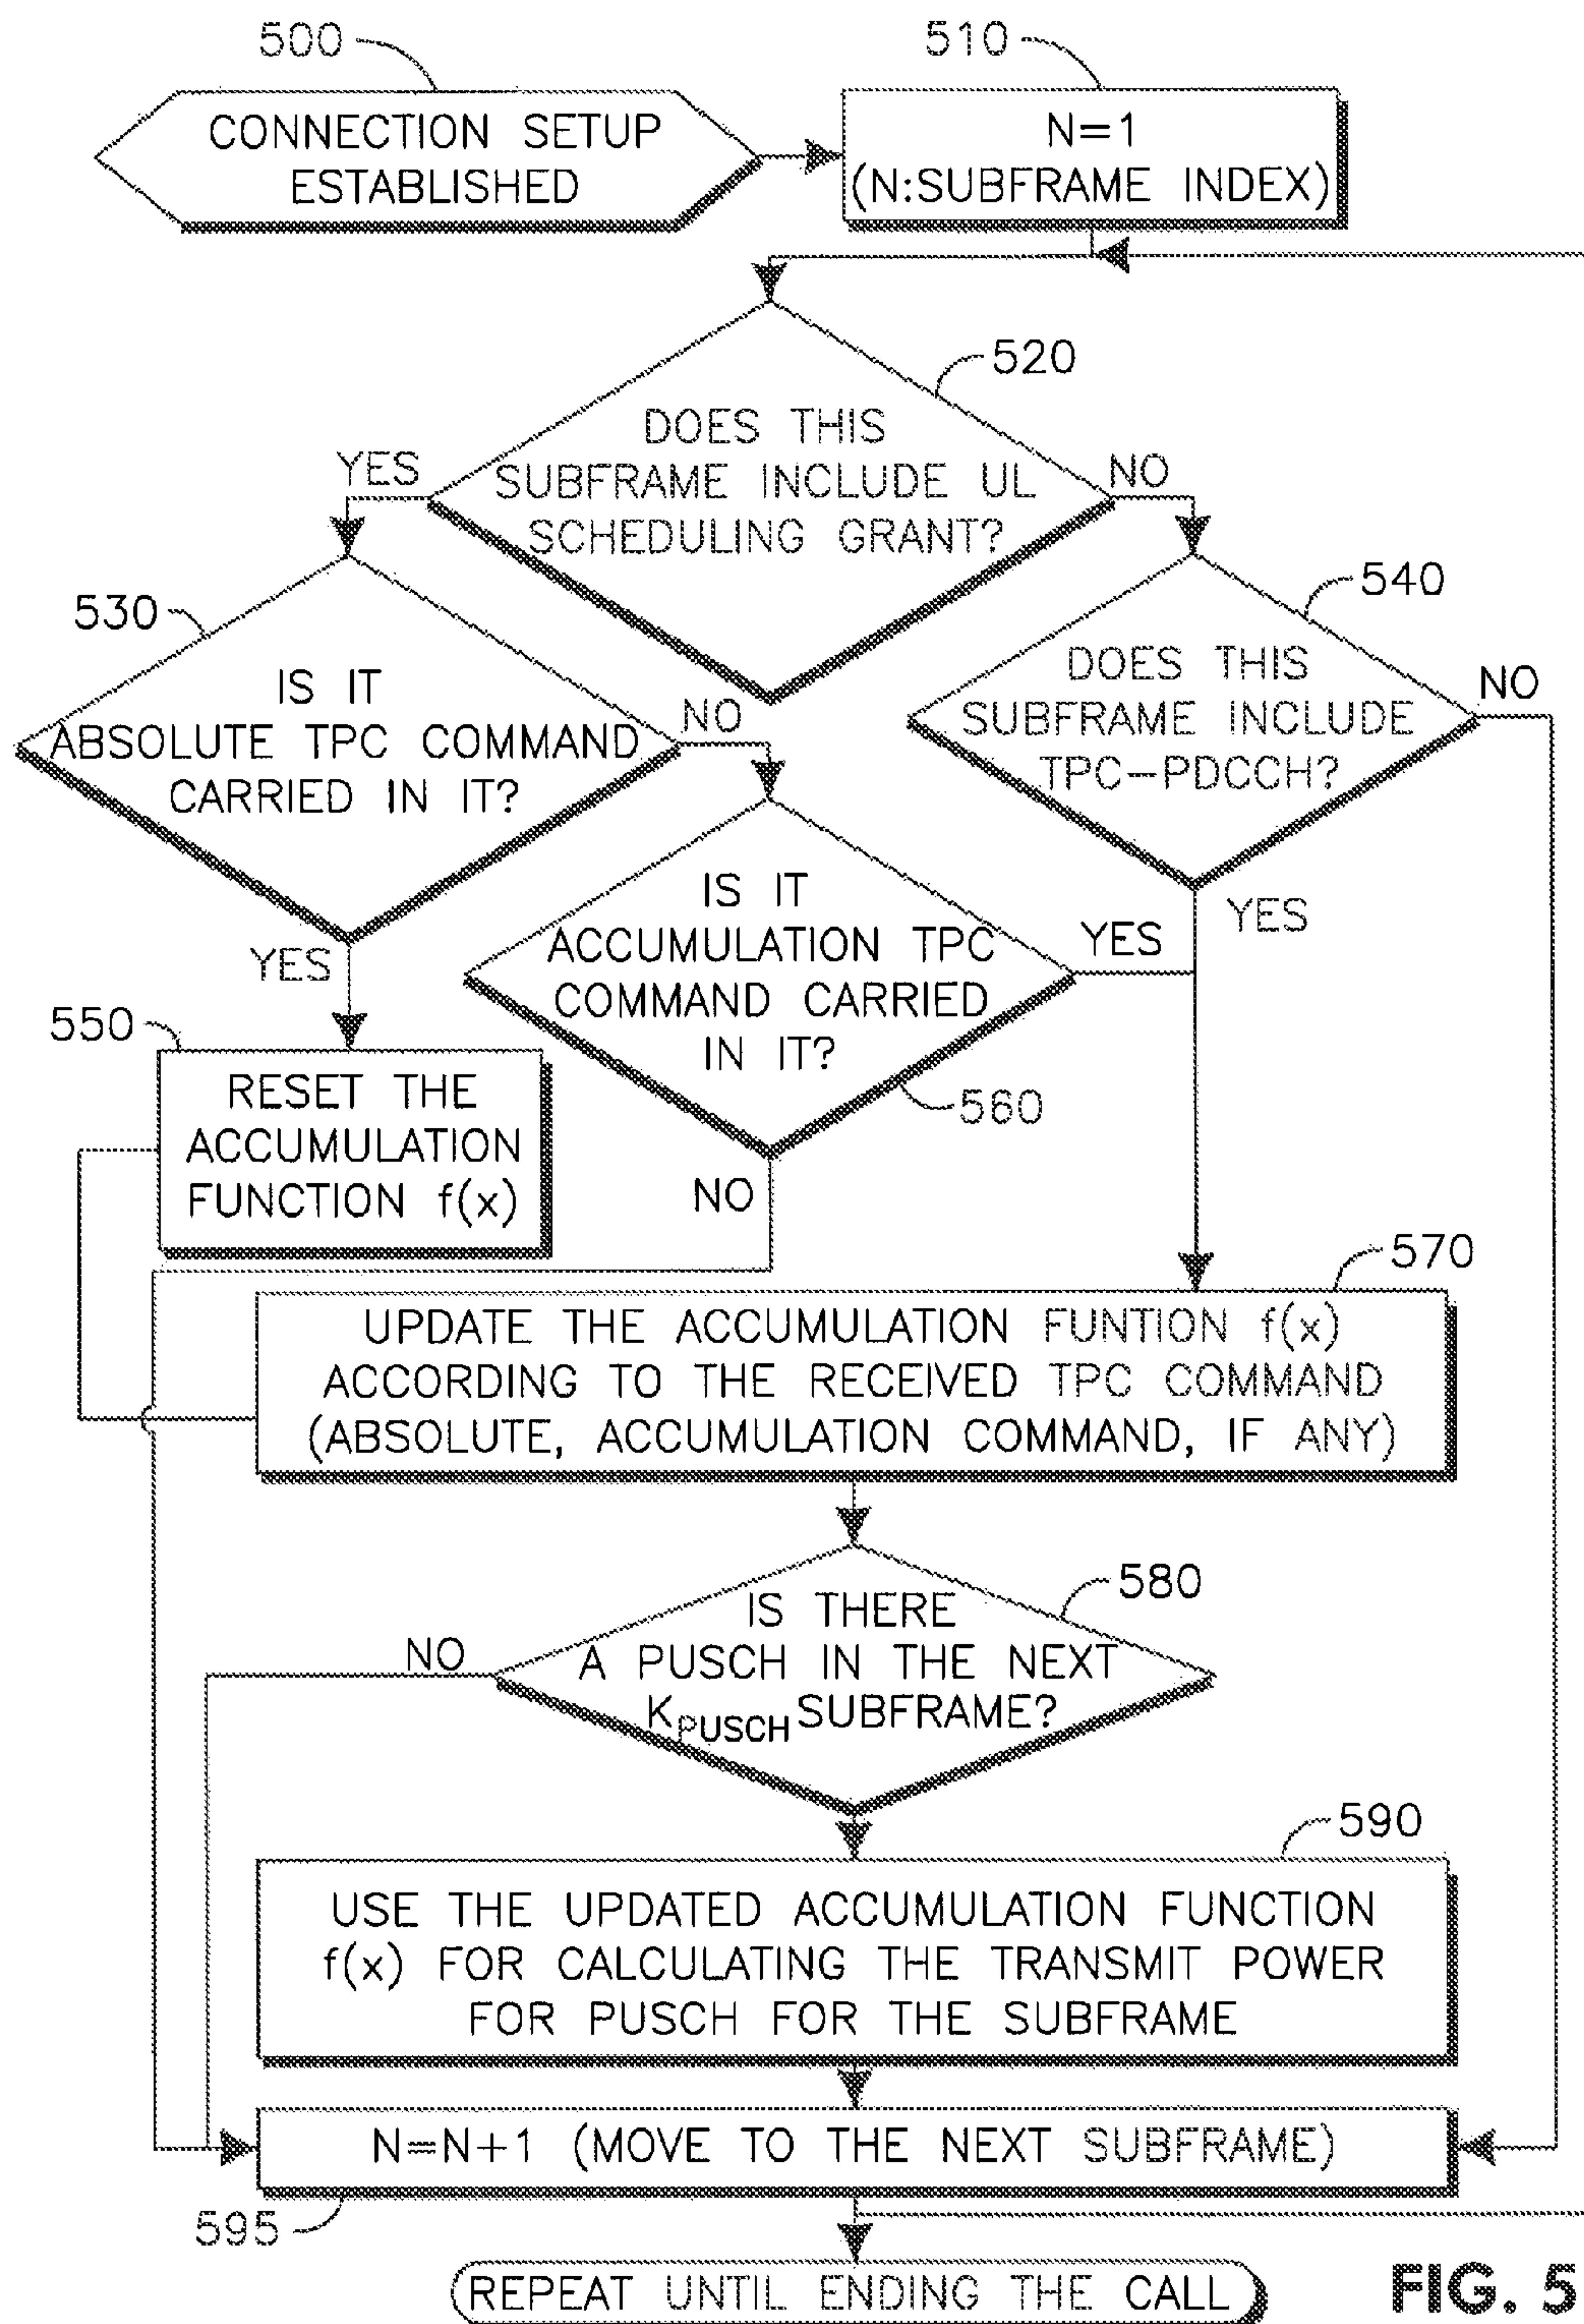 500
CONNECTION SETUP
ESTABLISHED
510
N=1
(N:SUBFRAME INDEX)
520
DOES THIS
SUBFRAME INCLUDE UL
SCHEDULING GRANT?
YES
NO
530
IS IT
ABSOLUTE TPC COMMAND
CARRIED IN IT?
NO
YES
540
DOES THIS
SUBFRAME INCLUDE
TPC-PDCCH?
NO
YES
IS IT
ACCUMULATION TPC
COMMAND CARRIED
IN IT?
YES
560
NO
550
RESET THE
ACCUMULATION
FUNCTION f(x)
570
UPDATE THE ACCUMULATION FUNTION f(x)
ACCORDING TO THE RECEIVED TPC COMMAND
(ABSOLUTE, ACCUMULATION COMMAND, IF ANY)
580
IS THERE
A PUSCH IN THE NEXT
KPUSCH SUBFRAME?
NO
590
USE THE UPDATED ACCUMULATION FUNCTION
f(x) FOR CALCULATING THE TRANSMIT POWER
FOR PUSCH FOR THE SUBFRAME
N=N+1 (MOVE TO THE NEXT SUBFRAME)
595
REPEAT UNTIL ENDING THE CALL
FIG. 5